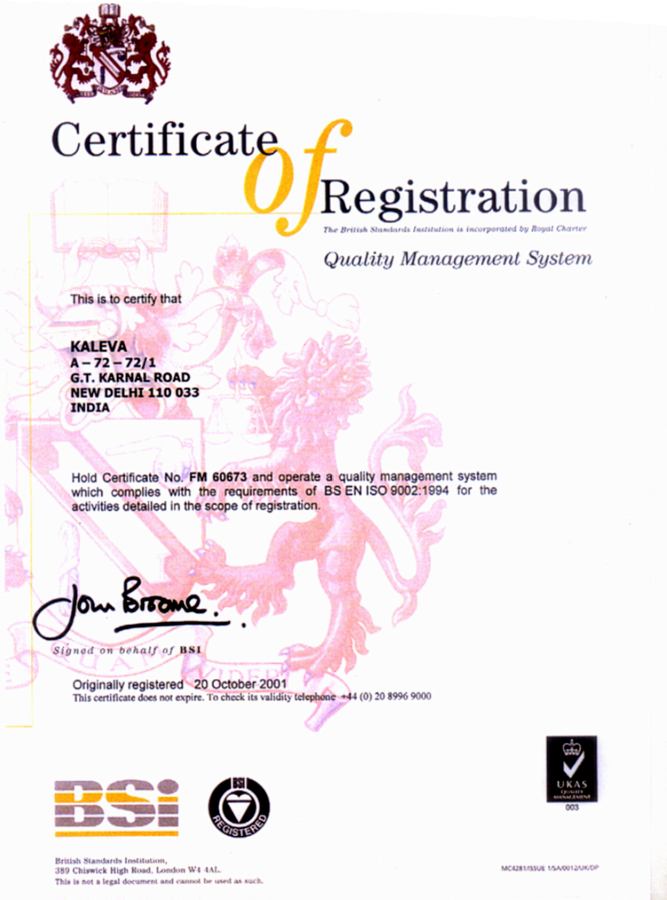 Certificate
of
Registration
The British Standards Institution is incorporated by Royal Charter
Quality Management System
This is to certify that
KALEVA
A – 72 – 72/1
G.T. KARNAL ROAD
NEW DELHI 110 033
INDIA
Hold Certificate No. FM 60673 and operate a quality management system
which complies with the requirements of BS EN ISO 9002:1994 for the
activities detailed in the scope of registration.
John Broome.
Signed on behalf of BSI
Originally registered 20 October 2001
This certificate does not expire. To check its validity telephone +44 (0) 20 8996 9000
BSi
BSI
REGISTERED
UKAS
QUALITY
MANAGEMENT
003
British Standards Institution,
389 Chiswick High Road, London W4 4AL.
This is not a legal document and cannot be used as such.
MC4281/ISSUE 1/SA/0012/UK/DP